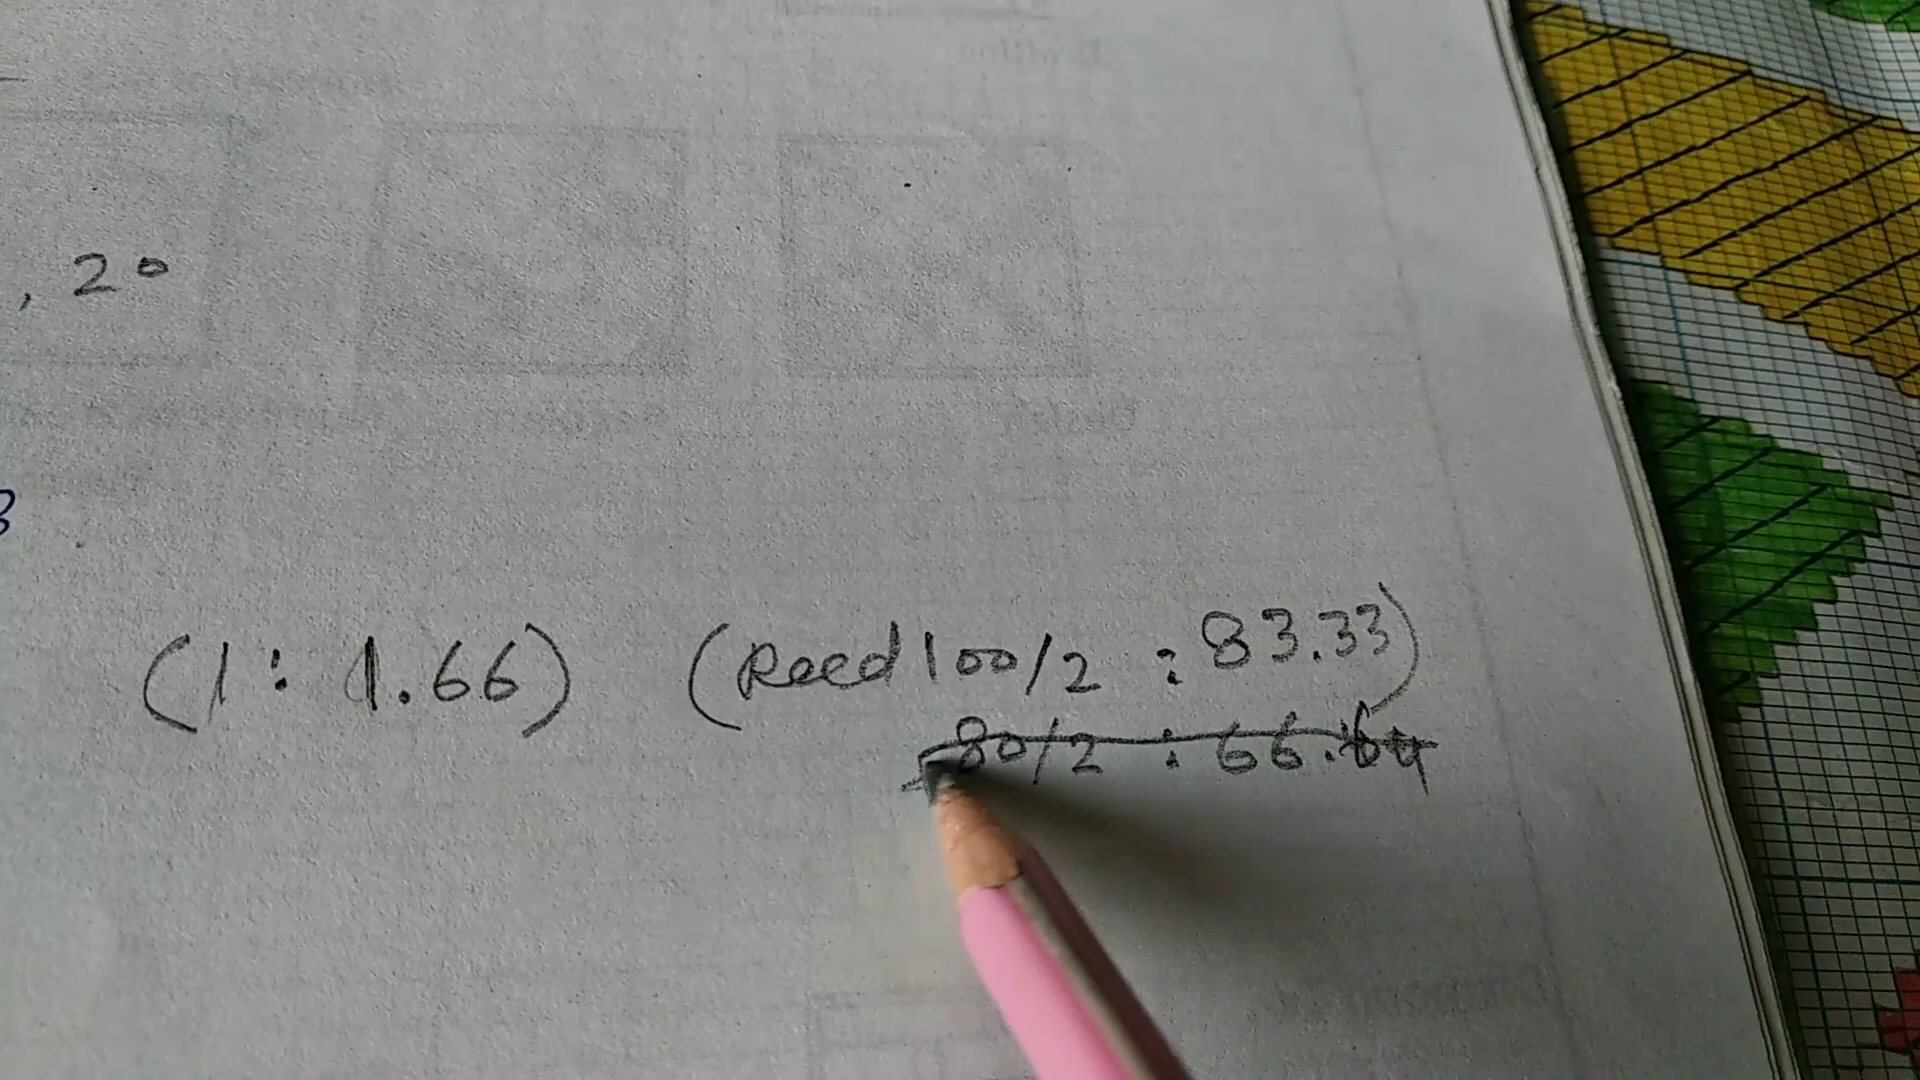 , 20
(1 : 1.66) (Reed 100/2 : 83.33)
80/2 : 66.64